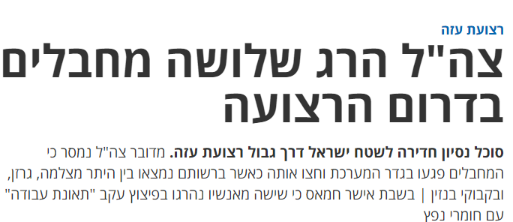 רצועת עזה
צה"ל הרג שלושה מחבלים
בדרום הרצועה
סוכל נסיון חדירה לשטח ישראל דרך גבול רצועת עזה. מדובר צה"ל נמסר כי
המחבלים פגעו בגדר המערכת וחצו אותה כאשר ברשותם נמצאו בין היתר מצלמה, גרזן,
ובקבוקי בנזין | בשבת אישר חמאס כי שישה מאנשיו נהרגו בפיצוץ עקב "תאונת עבודה"
עם חומרי נפץ